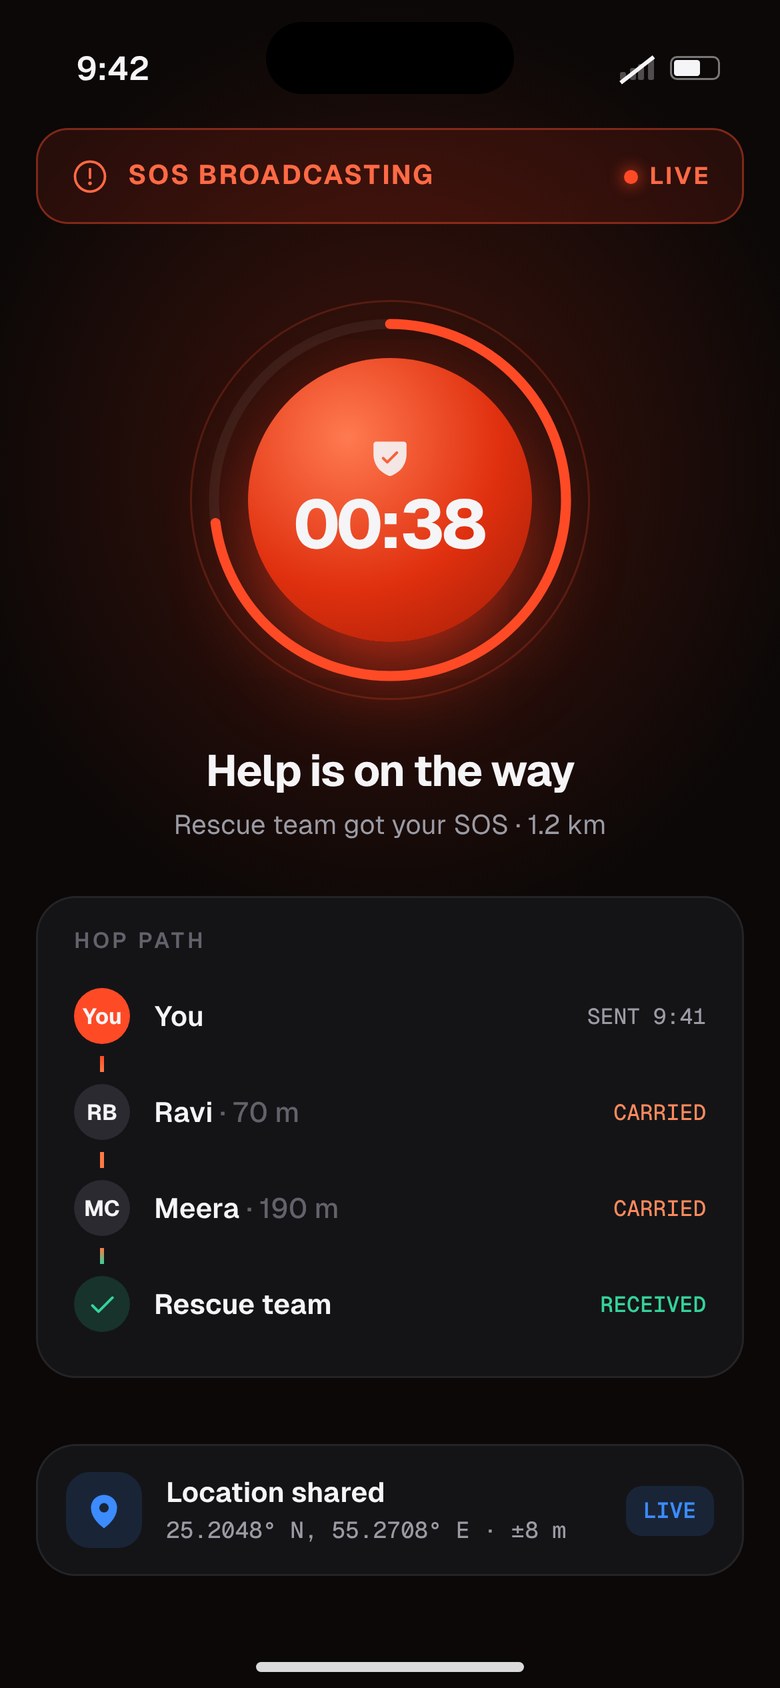 9:42
SOS BROADCASTING LIVE
00:38
Help is on the way
Rescue team got your SOS · 1.2 km
HOP PATH
You You SENT 9:41
RB Ravi · 70 m CARRIED
MC Meera · 190 m CARRIED
Rescue team RECEIVED
Location shared
25.2048° N, 55.2708° E · ±8 m LIVE